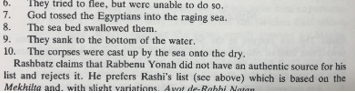 6. They tried to flee, but were unable to do so.
7. God tossed the Egyptians into the raging sea.
8. The sea bed swallowed them.
9. They sank to the bottom of the water.
10. The corpses were cast up by the sea onto the dry.
Rashbatz claims that Rabbenu Yonah did not have an authentic source for his
list and rejects it. He prefers Rashi's list (see above) which is based on the
Mekhilta and, with slight variations, Avot de-Rabbi Natan.